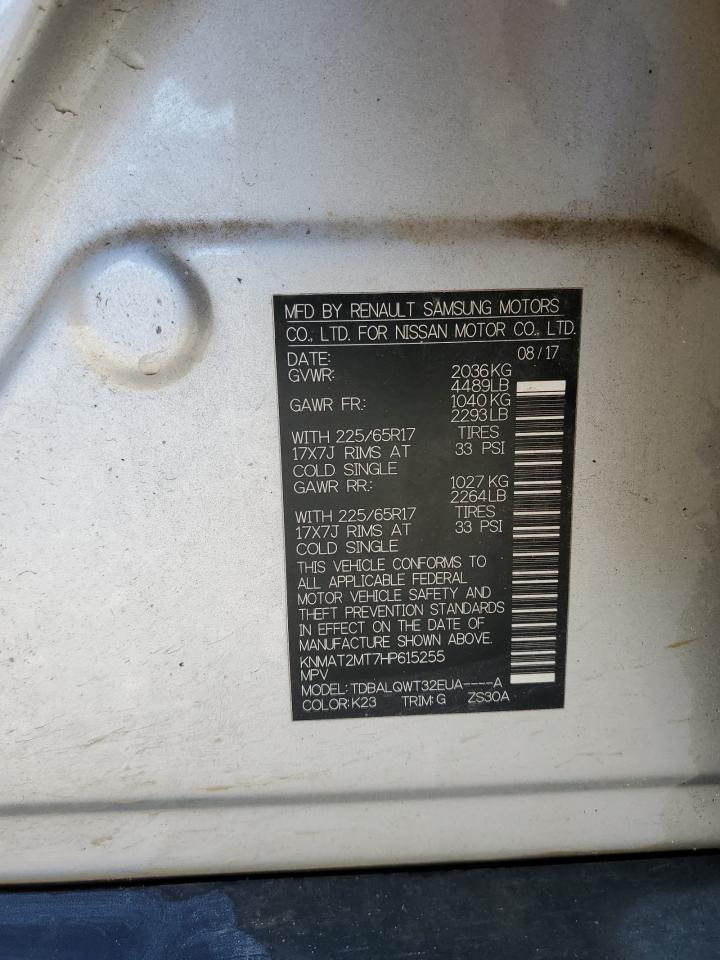 MFD BY RENAULT SAMSUNG MOTORS
CO., LTD. FOR NISSAN MOTOR CO., LTD.
DATE: 08/17
GVWR: 2036KG
4489LB
GAWR FR.: 1040KG
2293LB
WITH 225/65R17 TIRES
17X7J RIMS AT 33 PSI
COLD SINGLE
GAWR RR.: 1027KG
2264LB
WITH 225/65R17 TIRES
17X7J RIMS AT 33 PSI
COLD SINGLE
THIS VEHICLE CONFORMS TO
ALL APPLICABLE FEDERAL
MOTOR VEHICLE SAFETY AND
THEFT PREVENTION STANDARDS
IN EFFECT ON THE DATE OF
MANUFACTURE SHOWN ABOVE.
KNMAT2MT7HP615255
MPV
MODEL: TDBALQWT32EUA----A
COLOR:K23 TRIM:G ZS30A